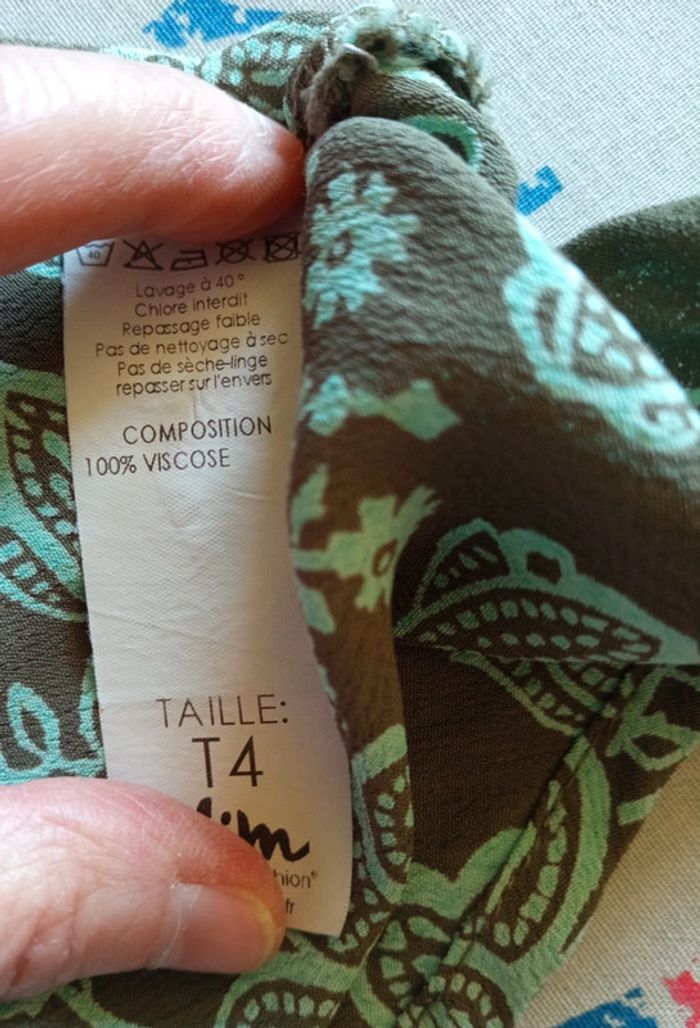 40
Lavage à 40°
Chlore interdit
Repassage faible
Pas de nettoyage à sec
Pas de sèche-linge
repasser sur l'envers
COMPOSITION
100% VISCOSE
TAILLE:
T4